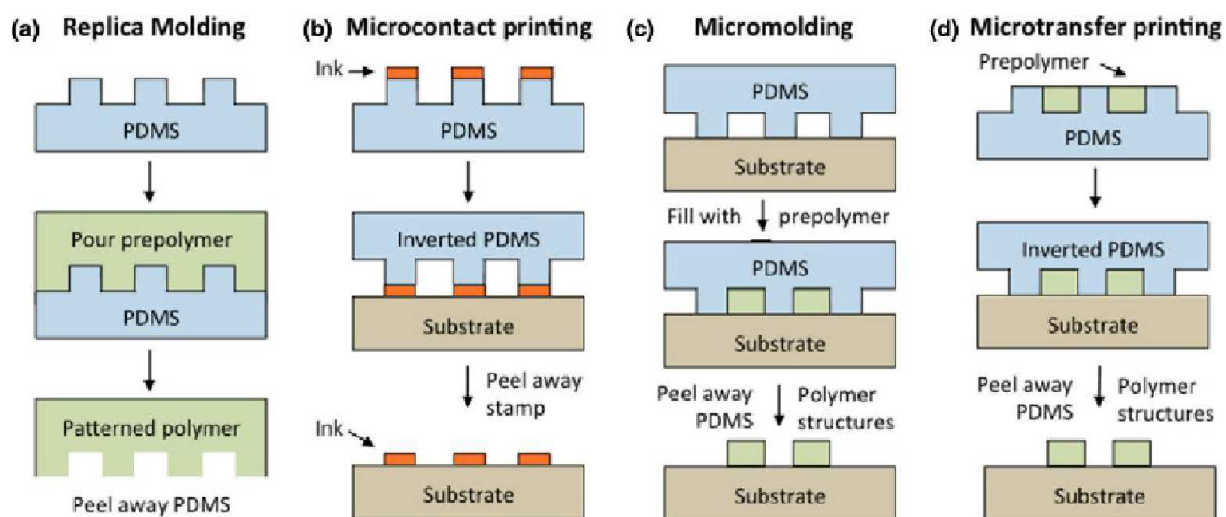 (a) Replica Molding
PDMS
Pour prepolymer
PDMS
Patterned polymer
Peel away PDMS
(b) Microcontact printing
Ink
PDMS
Inverted PDMS
Substrate
Peel away
stamp
Ink
Substrate
(c) Micromolding
PDMS
Substrate
Fill with prepolymer
PDMS
Substrate
Peel away
PDMS
Polymer
structures
Substrate
(d) Microtransfer printing
Prepolymer
PDMS
Inverted PDMS
Substrate
Peel away
PDMS
Polymer
structures
Substrate